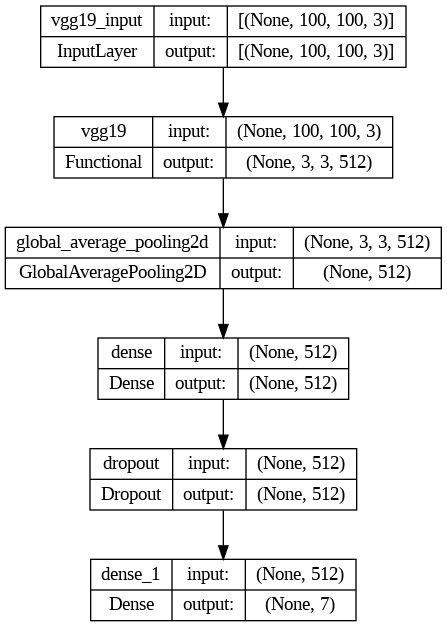 vgg19_input input: [(None, 100, 100, 3)]
InputLayer output: [(None, 100, 100, 3)]
vgg19 input: (None, 100, 100, 3)
Functional output: (None, 3, 3, 512)
global_average_pooling2d input: (None, 3, 3, 512)
GlobalAveragePooling2D output: (None, 512)
dense input: (None, 512)
Dense output: (None, 512)
dropout input: (None, 512)
Dropout output: (None, 512)
dense_1 input: (None, 512)
Dense output: (None, 7)